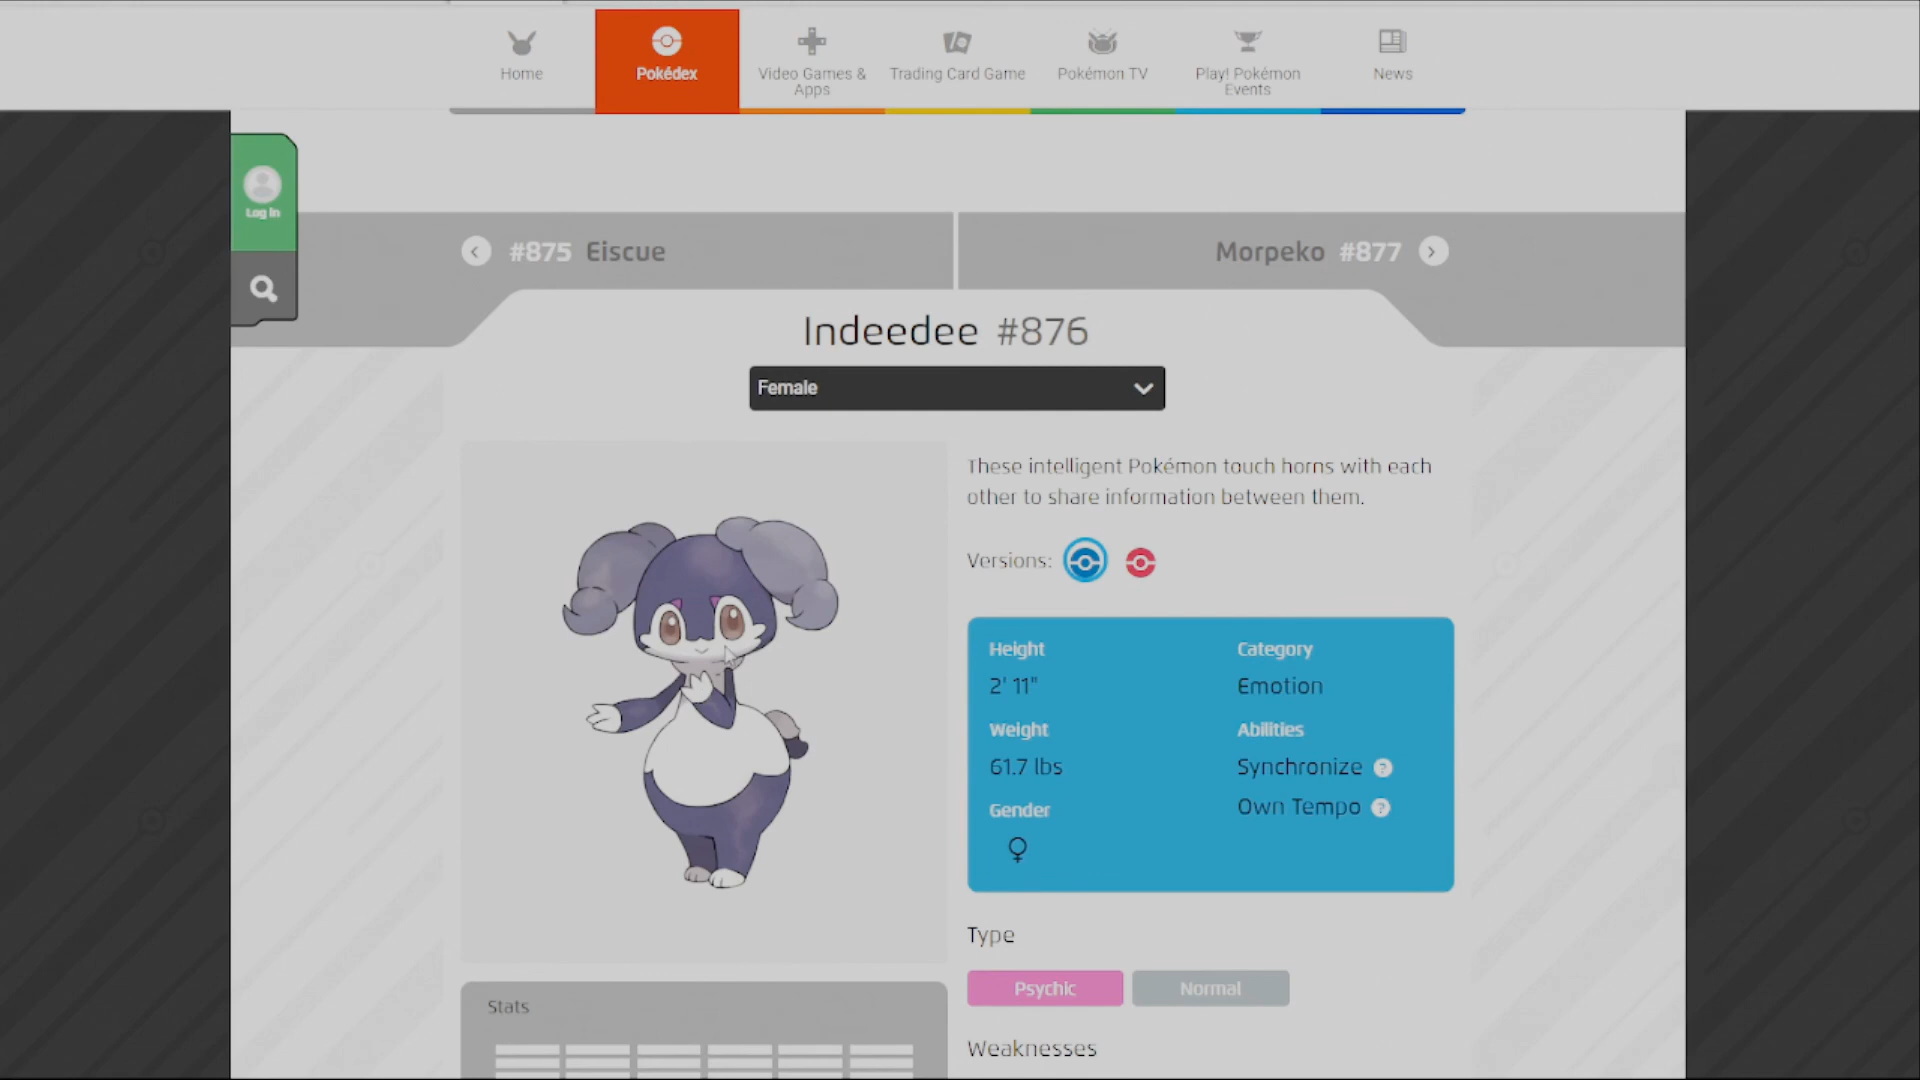 Home
Pokédex
Video Games &
Apps
Trading Card Game
Pokémon TV
Play! Pokémon
Events
News
Log in
#875 Eiscue
Morpeko #877
Indeedee #876
Female
These intelligent Pokémon touch horns with each
other to share information between them.
Versions:
Height
2' 11"
Weight
61.7 lbs
Gender
♀
Category
Emotion
Abilities
Synchronize ?
Own Tempo ?
Type
Psychic
Normal
Stats
Weaknesses